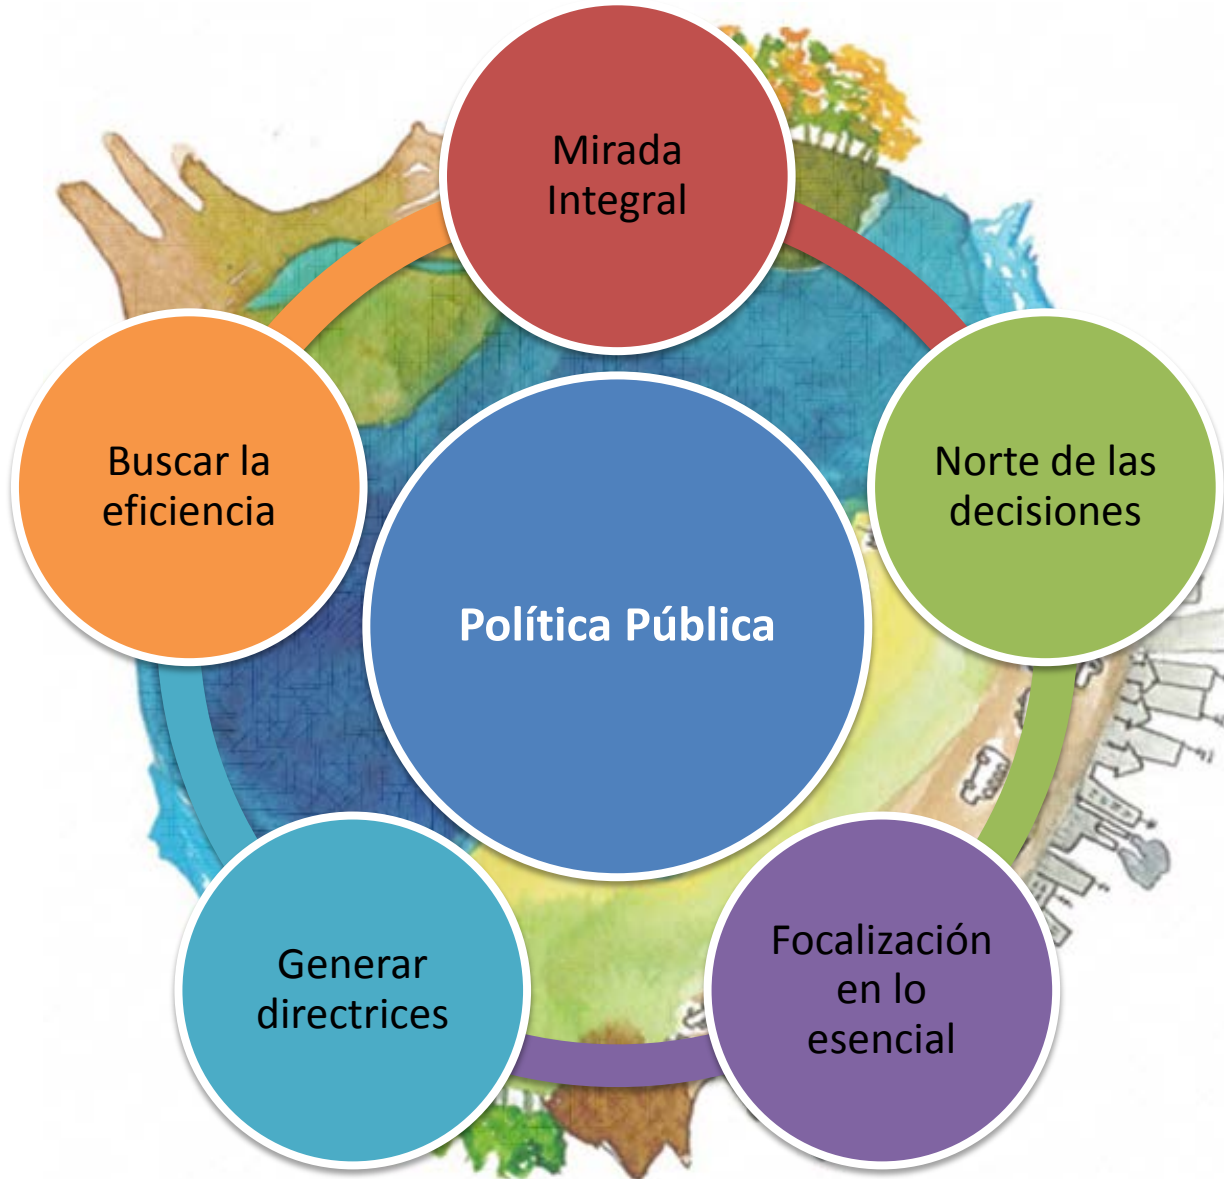 Mirada
Integral
Norte de las
decisiones
Focalización
en lo
esencial
Generar
directrices
Buscar la
eficiencia
Política Pública